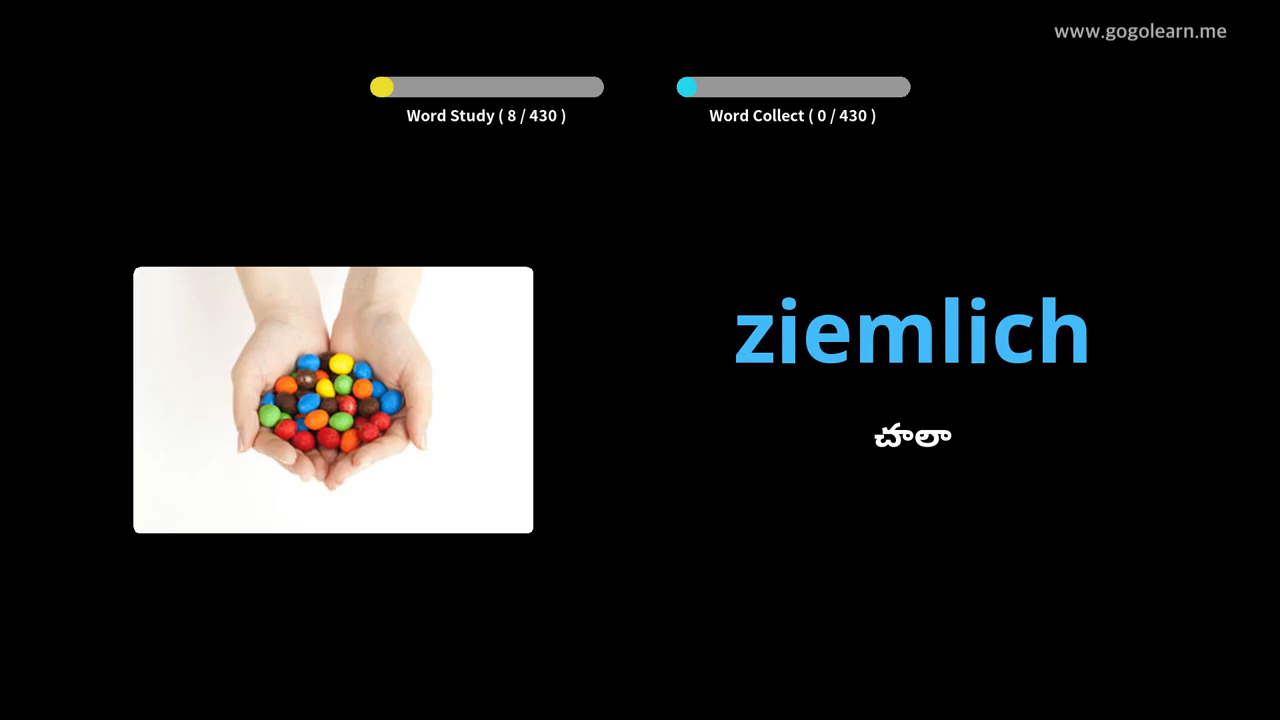 www.gogolearn.me
Word Study ( 8 / 430 )
Word Collect ( 0 / 430 )
ziemlich
చాలా